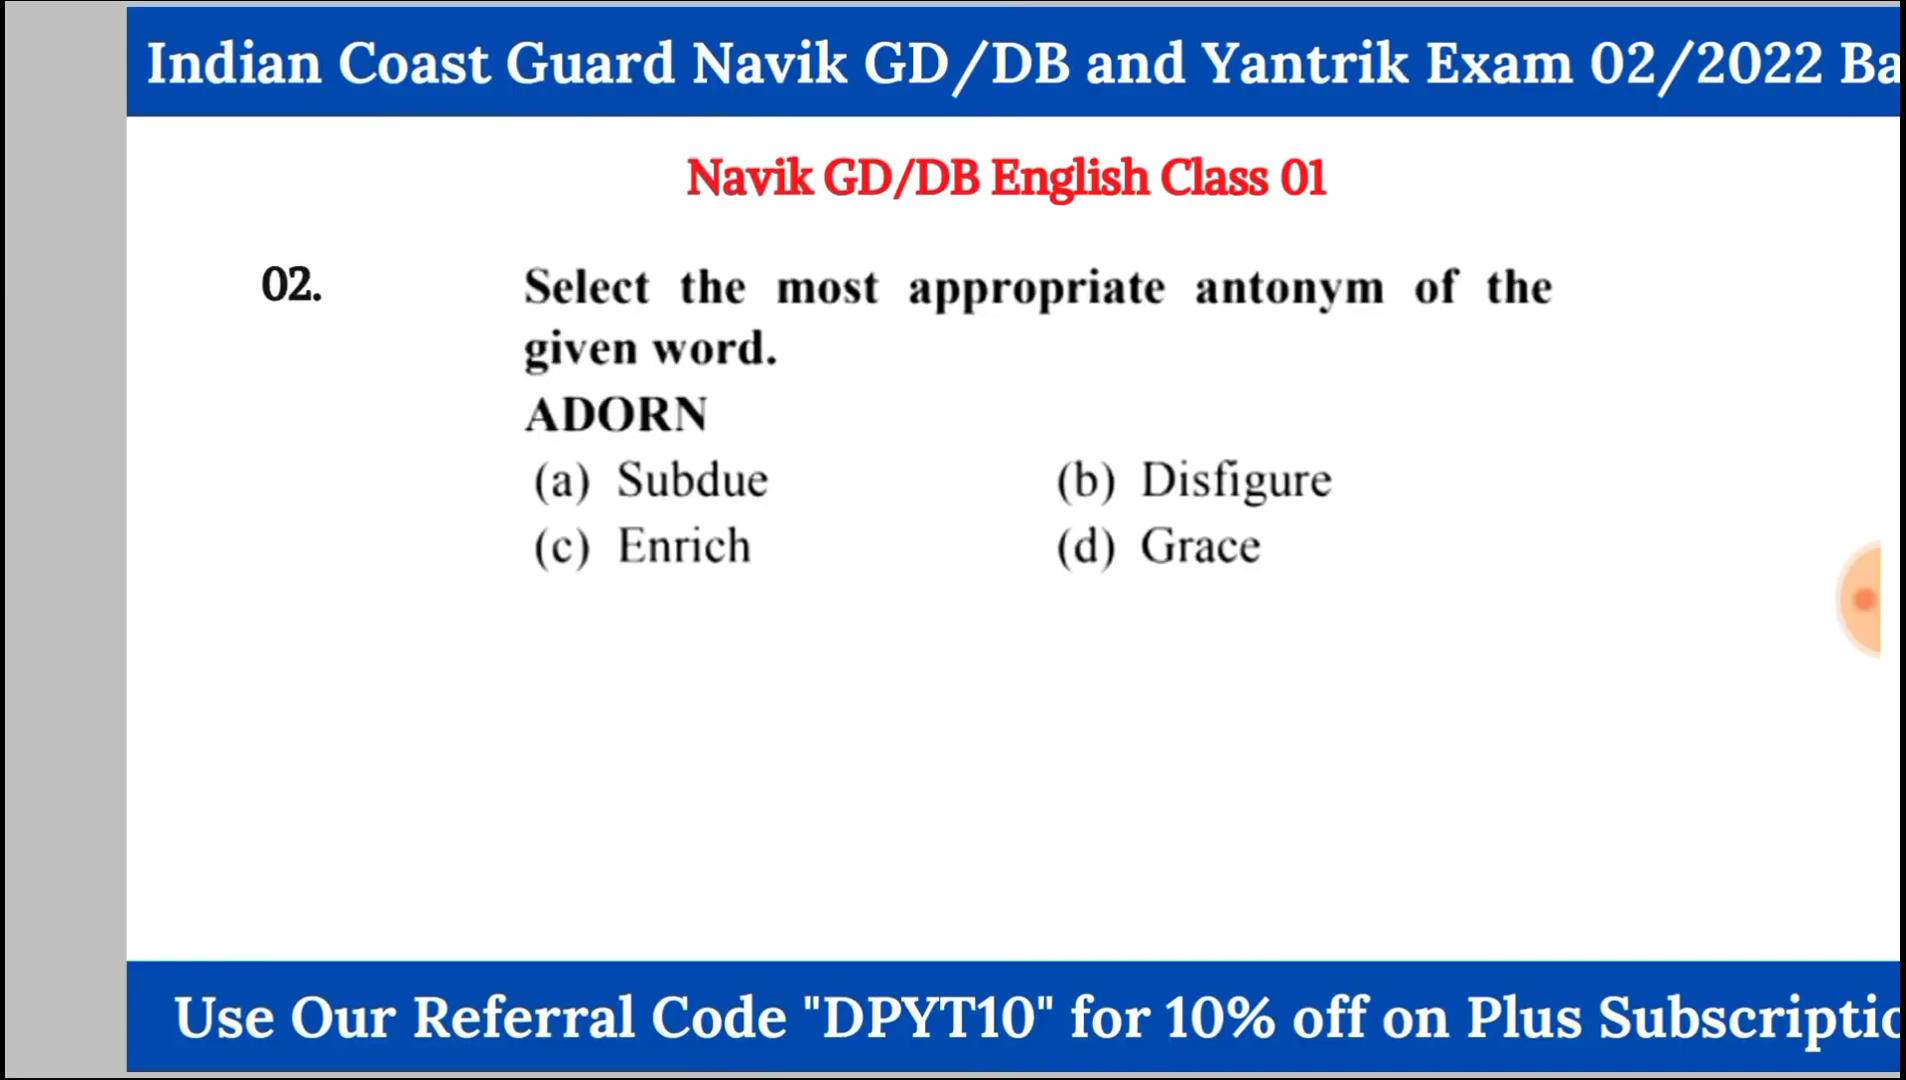 Indian Coast Guard Navik GD/DB and Yantrik Exam 02/2022 Ba
Navik GD/DB English Class 01
02. Select the most appropriate antonym of the
given word.
ADORN
(a) Subdue (b) Disfigure
(c) Enrich (d) Grace
Use Our Referral Code "DPYT10" for 10% off on Plus Subscriptio